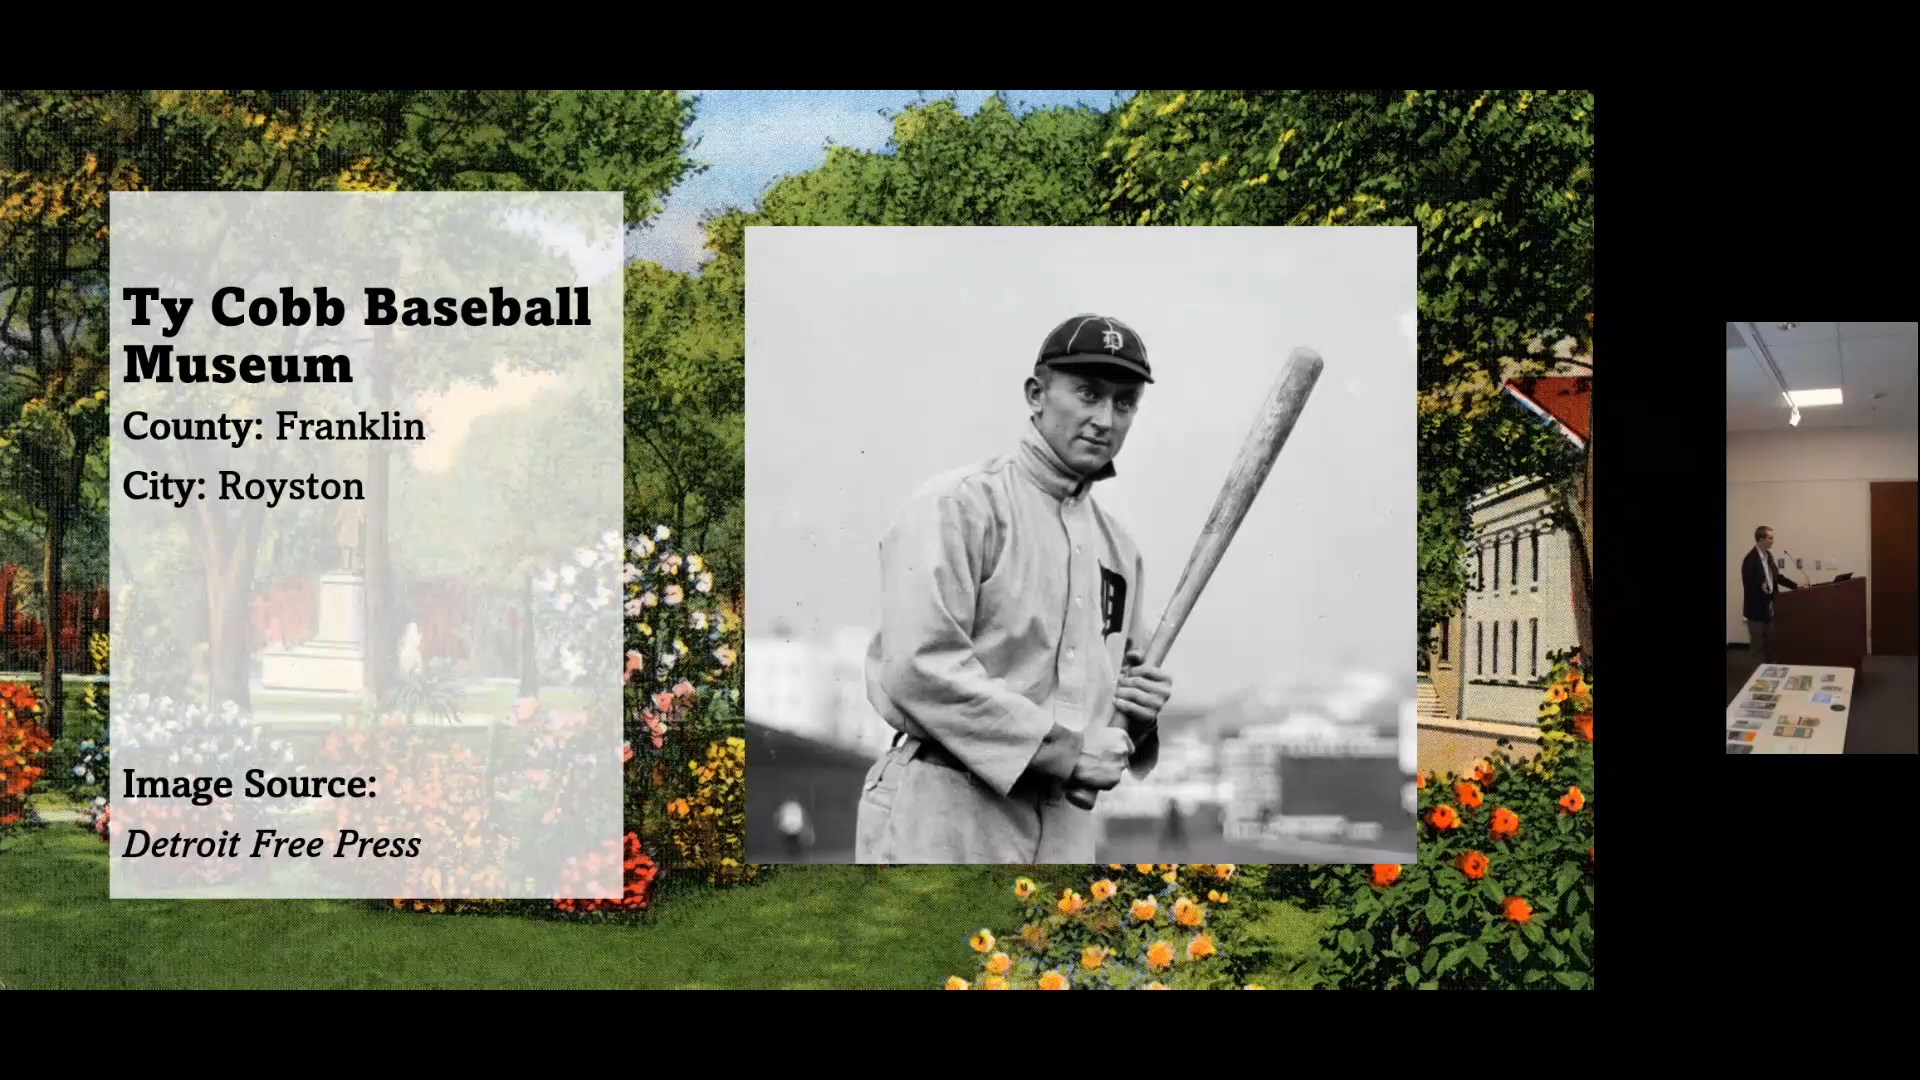 Ty Cobb Baseball
Museum
County: Franklin
City: Royston
Image Source:
Detroit Free Press
D
D